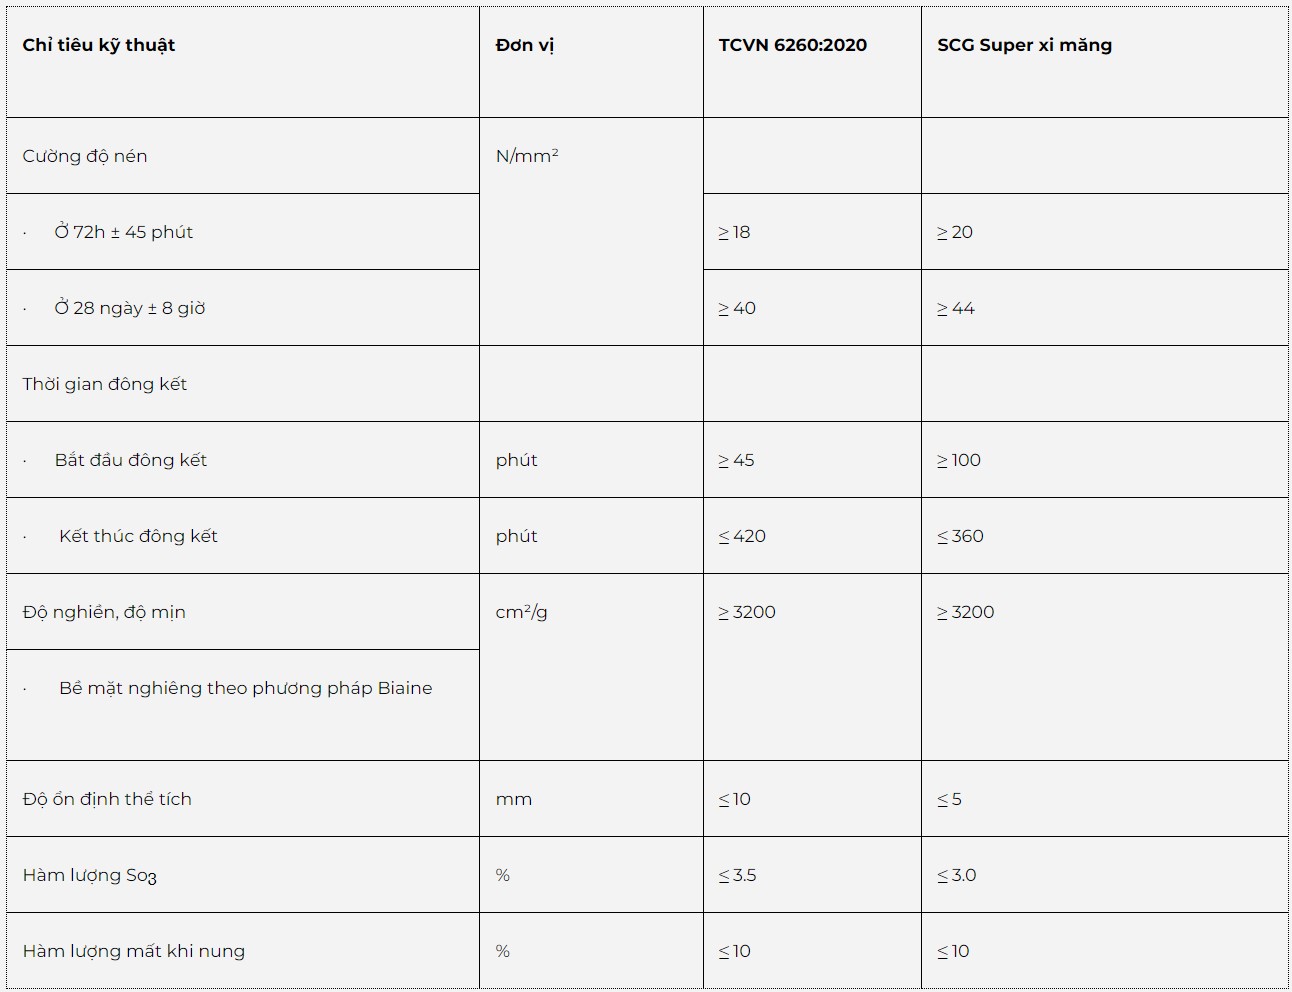 Chỉ tiêu kỹ thuật Đơn vị TCVN 6260:2020 SCG Super xi măng
Cường độ nén N/mm²
· Ở 72h ± 45 phút ≥ 18 ≥ 20
· Ở 28 ngày ± 8 giờ ≥ 40 ≥ 44
Thời gian đông kết
· Bắt đầu đông kết phút ≥ 45 ≥ 100
· Kết thúc đông kết phút ≤ 420 ≤ 360
Độ nghiền, độ mịn cm²/g ≥ 3200 ≥ 3200
· Bề mặt nghiêng theo phương pháp Biaine
Độ ổn định thể tích mm ≤ 10 ≤ 5
Hàm lượng So₃ % ≤ 3.5 ≤ 3.0
Hàm lượng mất khi nung % ≤ 10 ≤ 10